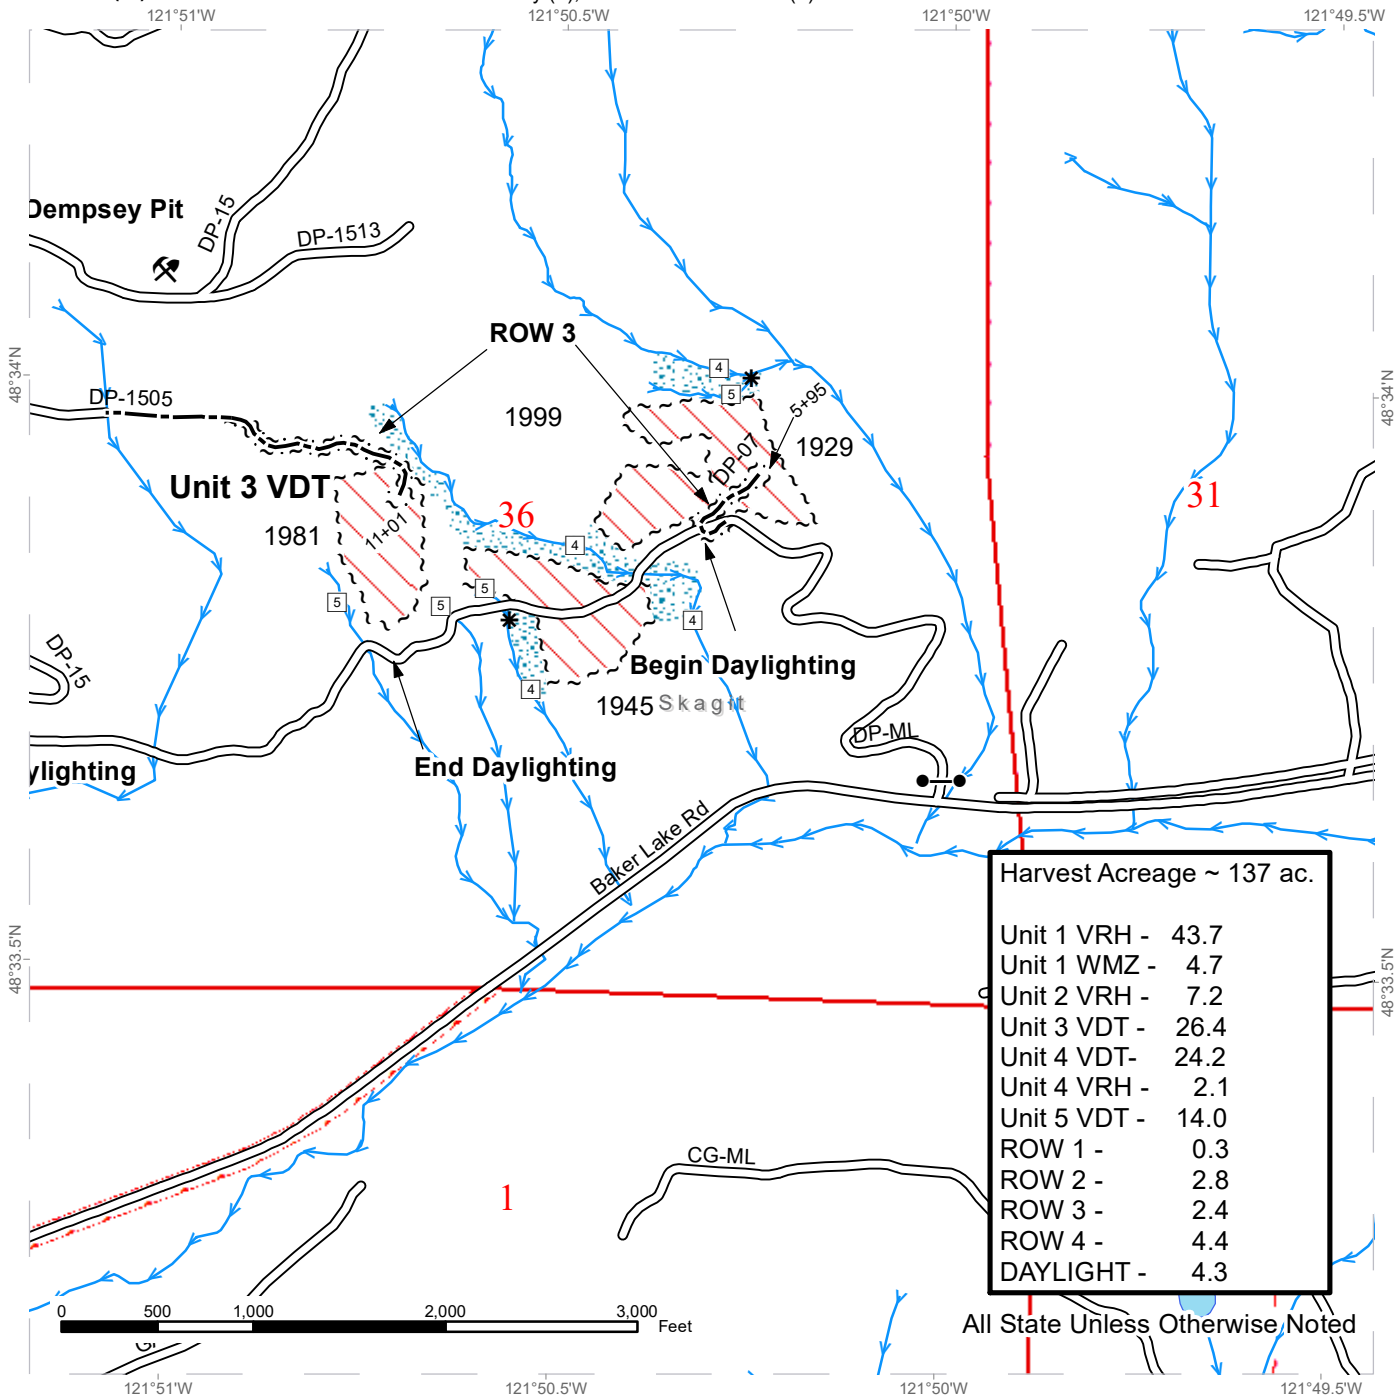 121°51'W
121°50.5'W
121°50'W
121°49.5'W
Dempsey Pit
DP-15
DP-1513
ROW 3
48°34'N
48°34'N
DP-1505
4
5
5+95
1999
DP-07
1929
Unit 3 VDT
1981
11+01
36
31
4
5
5
5
4
DP-15
Begin Daylighting
4
1945
Skagit
DP-ML
ylighting
End Daylighting
Baker Lake Rd
48°33.5'N
48°33.5'N
Harvest Acreage ~ 137 ac.
Unit 1 VRH - 43.7
Unit 1 WMZ - 4.7
Unit 2 VRH - 7.2
Unit 3 VDT - 26.4
Unit 4 VDT- 24.2
Unit 4 VRH - 2.1
Unit 5 VDT - 14.0
ROW 1 - 0.3
ROW 2 - 2.8
ROW 3 - 2.4
ROW 4 - 4.4
DAYLIGHT - 4.3
CG-ML
1
0 500 1,000 2,000 3,000
Feet
All State Unless Otherwise Noted
121°51'W
121°50.5'W
121°50'W
121°49.5'W